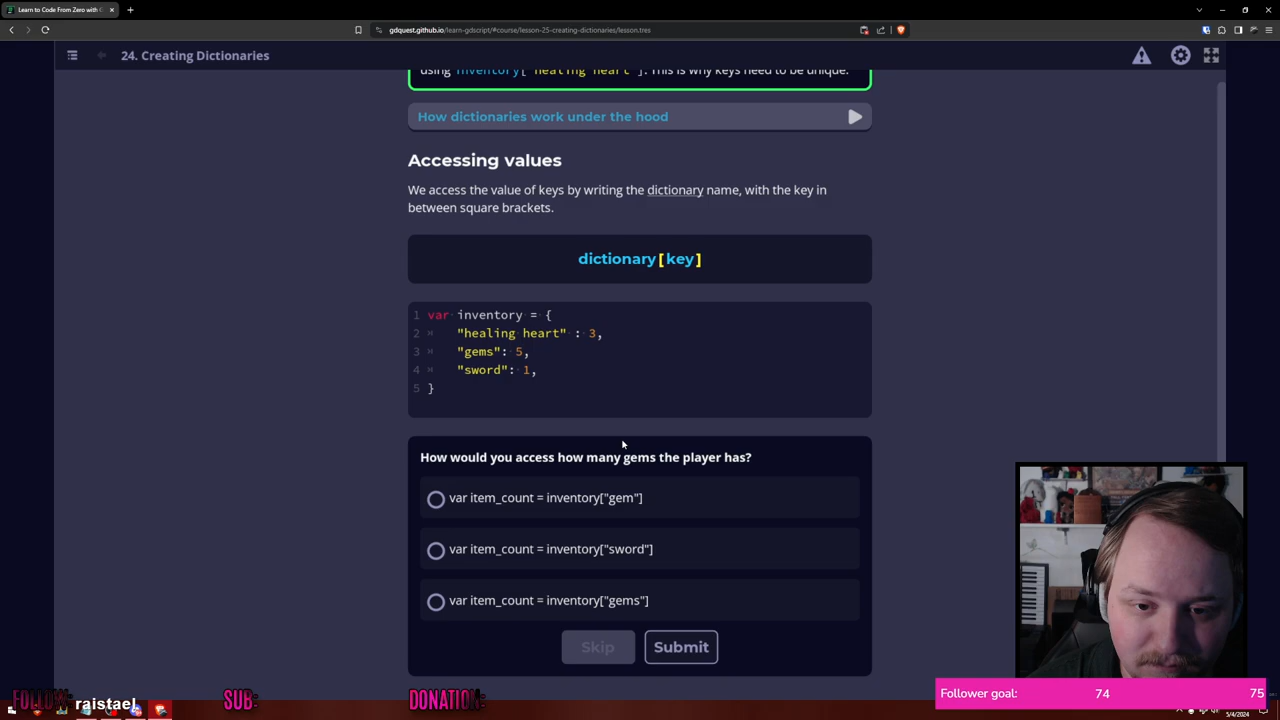 Learn to Code From Zero with
gdquest.github.io/learn-gdscript/#course/lesson-25-creating-dictionaries/lesson.tres
24. Creating Dictionaries
using inventory["healing heart"]. This is why keys need to be unique.
How dictionaries work under the hood
Accessing values
We access the value of keys by writing the dictionary name, with the key in
between square brackets.
dictionary[key]
1 var inventory = {
2 "healing heart" : 3,
3 "gems": 5,
4 "sword": 1,
5 }
How would you access how many gems the player has?
var item_count = inventory["gem"]
var item_count = inventory["sword"]
var item_count = inventory["gems"]
Skip Submit
FOLLOW: raistael SUB: DONATION:
Follower goal: 74 75
5/4/2024